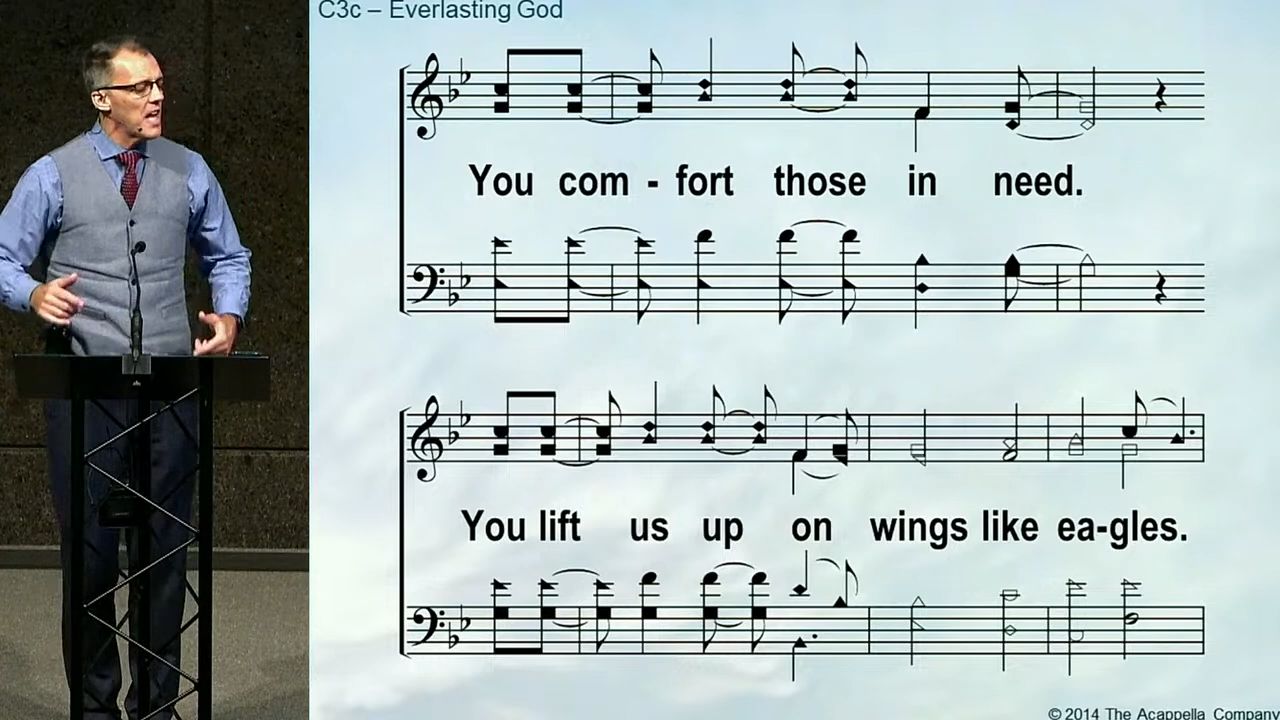 C3c – Everlasting God
You com - fort those in need.
You lift us up on wings like ea-gles.
© 2014 The Acappella Company